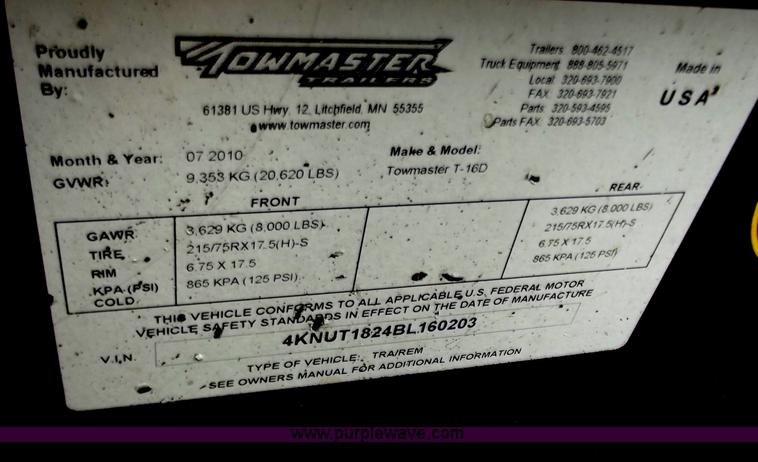 Proudly
Manufactured
By:
TOWMASTER
TRAILERS
61381 US Hwy. 12, Litchfield, MN 55355
www.towmaster.com
Trailers 800-462-4517
Truck Equipment 888-805-5971
Local 320-693-7900
FAX 320-693-7921
Parts 320-593-4595
Parts FAX 320-693-5703
Made in
USA
Month & Year: 07 2010
Make & Model:
GVWR: 9,353 KG (20,620 LBS)
Towmaster T-16D
FRONT
REAR
GAWR 3,629 KG (8,000 LBS) 3,629 KG (8,000 LBS)
TIRE 215/75RX17.5(H)-S 215/75RX17.5(H)-S
RIM 6.75 X 17.5 6.75 X 17.5
KPA (PSI) 865 KPA (125 PSI) 865 KPA (125 PSI)
COLD
THIS VEHICLE CONFORMS TO ALL APPLICABLE U.S. FEDERAL MOTOR
VEHICLE SAFETY STANDARDS IN EFFECT ON THE DATE OF MANUFACTURE
V.I.N. 4KNUT1824BL160203
TYPE OF VEHICLE: TRA/REM
SEE OWNERS MANUAL FOR ADDITIONAL INFORMATION
www.purplewave.com